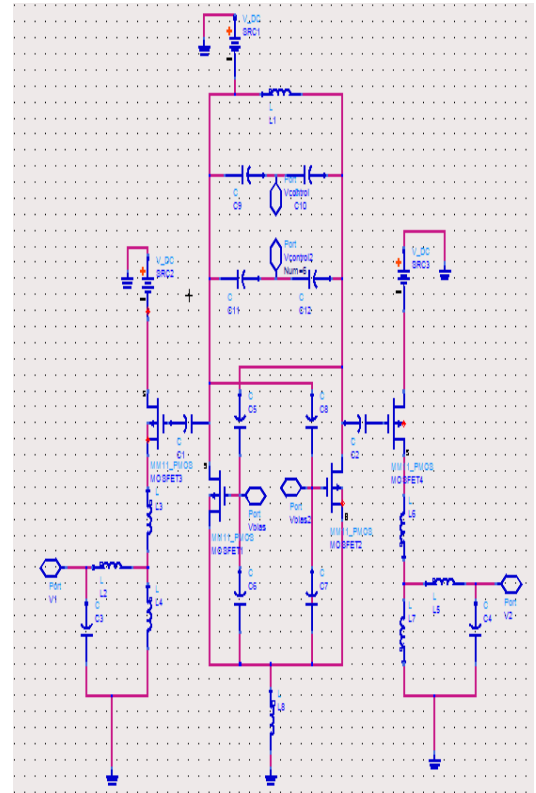 V_DC
SRC1
+
-
L
L1
C
C9
Port
Vcontrol
C10
Port
Vcontrol2
Num=6
C
C11
C
C12
V_DC
SRC2
+
-
V_DC
SRC3
+
-
C
C5
C
C8
S
C
C1
C
C2
MM11_PMOS
MOSFET3
S
Port
Vbias
MM11_PMOS
MOSFET1
Port
Vbias2
MM11_PMOS
MOSFET2
S
MM11_PMOS
MOSFET4
S
L
L3
L
L6
Port
V1
L
L2
C
C3
L
L4
C
C6
C
C7
L
L7
L
L5
C
C4
Port
V2
L
L8